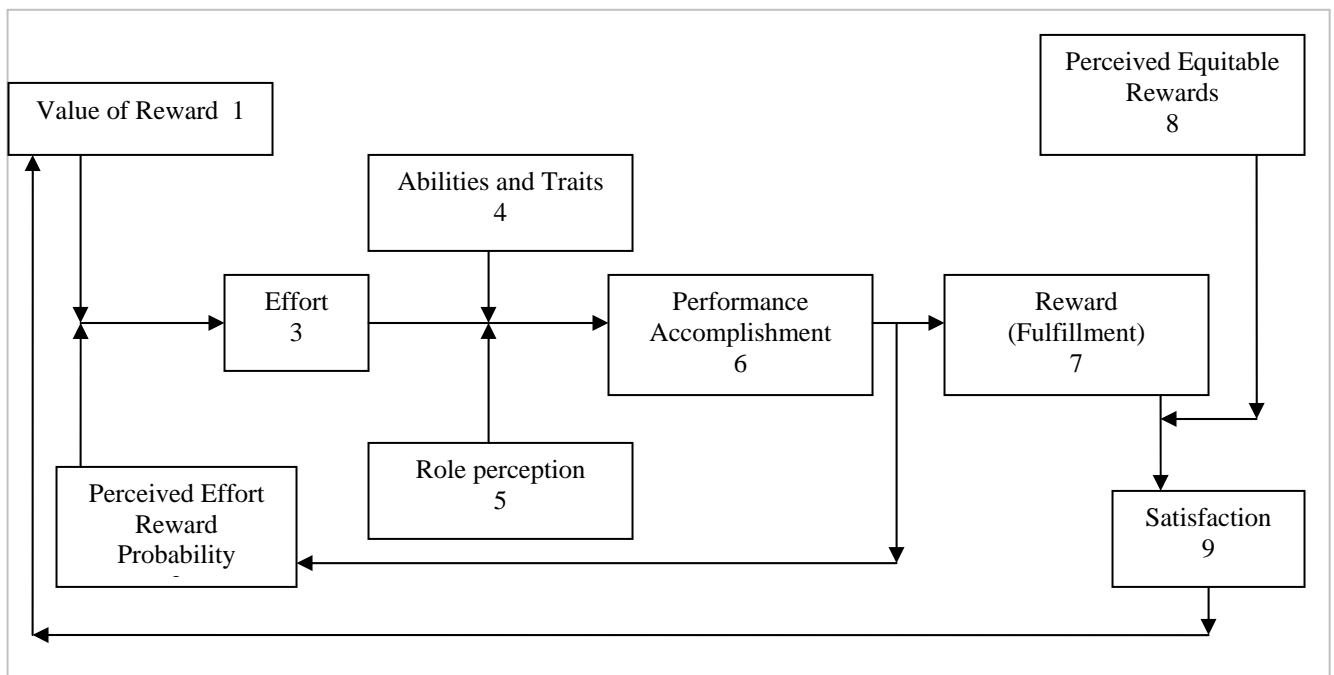 Value of Reward 1
Perceived Equitable
Rewards
8
Abilities and Traits
4
Effort
3
Performance
Accomplishment
6
Reward
(Fulfillment)
7
Role perception
5
Perceived Effort
Reward
Probability
Satisfaction
9